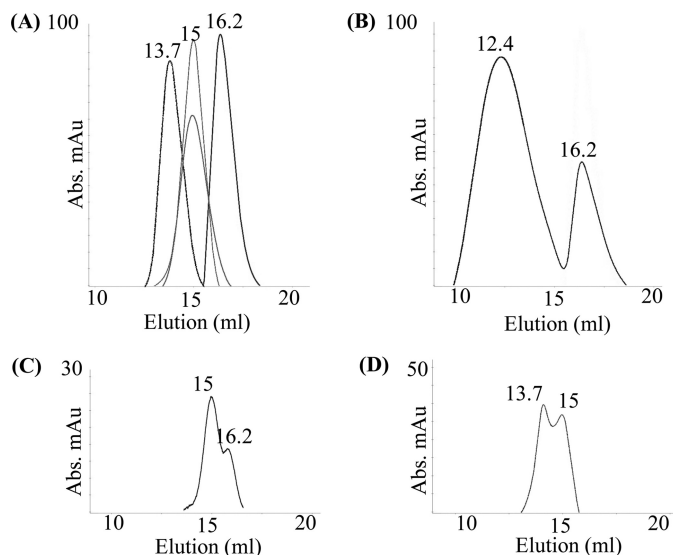 (A)
100
13.7
15
16.2
Abs. mAu
10
15
20
Elution (ml)
(B)
100
12.4
16.2
Abs. mAu
10
15
20
Elution (ml)
(C)
30
15
16.2
Abs. mAu
10
15
20
Elution (ml)
(D)
50
13.7
15
Abs. mAu
10
15
20
Elution (ml)